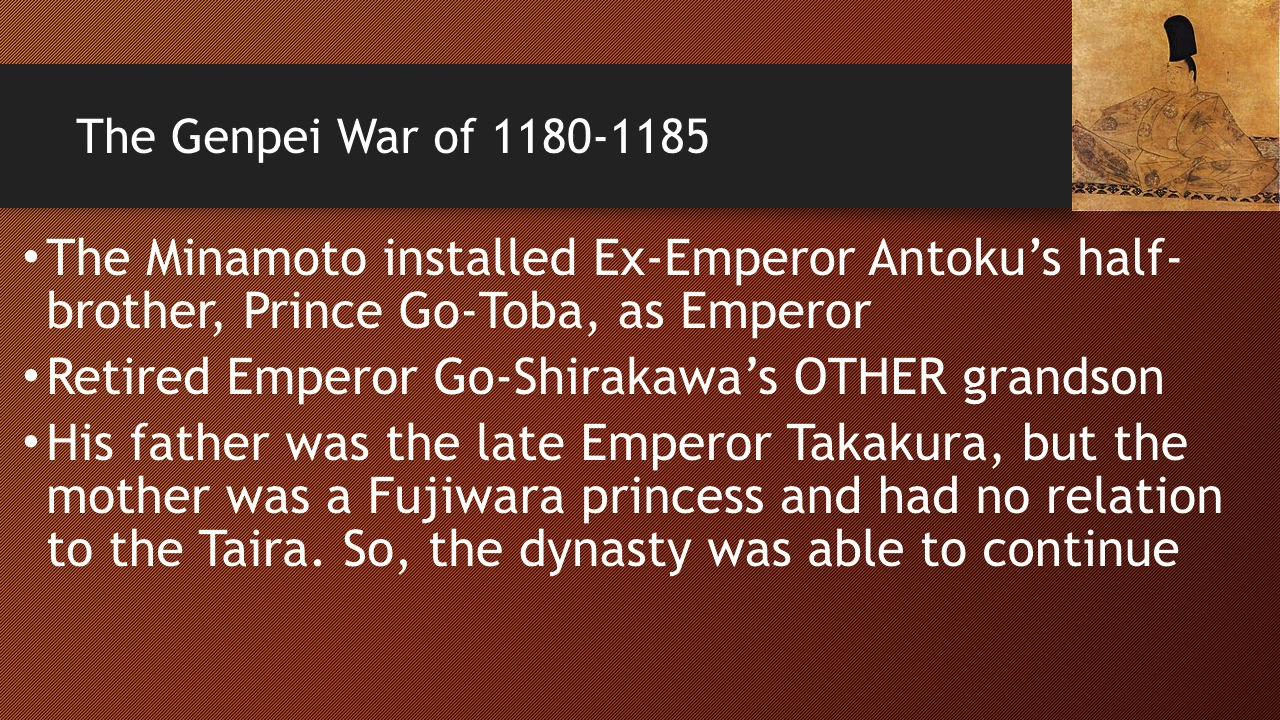 The Genpei War of 1180-1185
•The Minamoto installed Ex-Emperor Antoku’s half-
brother, Prince Go-Toba, as Emperor
•Retired Emperor Go-Shirakawa’s OTHER grandson
•His father was the late Emperor Takakura, but the
mother was a Fujiwara princess and had no relation
to the Taira. So, the dynasty was able to continue